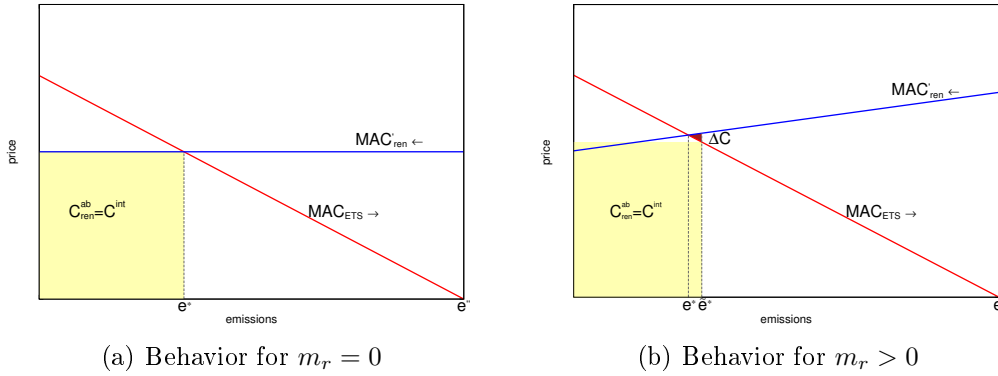 price
MAC'ren ←
C^ab_ren=C^int
MAC_ETS →
e*
e"
emissions
(a) Behavior for m_r = 0
price
MAC'ren ←
ΔC
C^ab_ren=C^int
MAC_ETS →
e* e*
e
emissions
(b) Behavior for m_r > 0